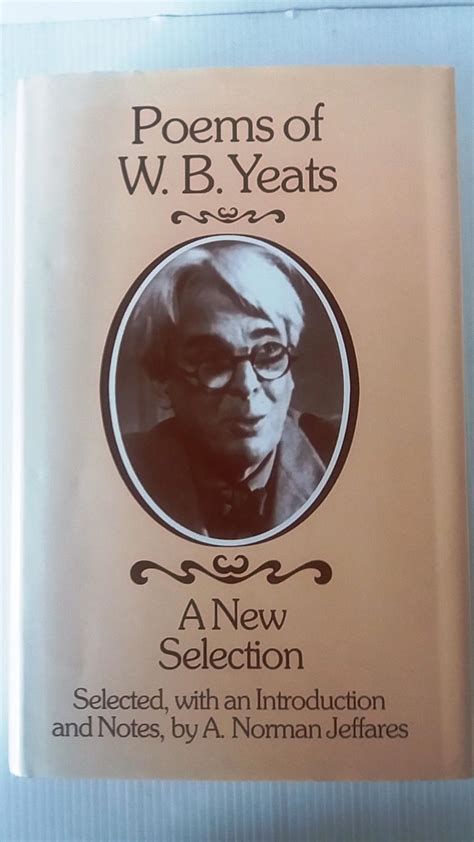 Poems of
W. B. Yeats
A New
Selection
Selected, with an Introduction
and Notes, by A. Norman Jeffares